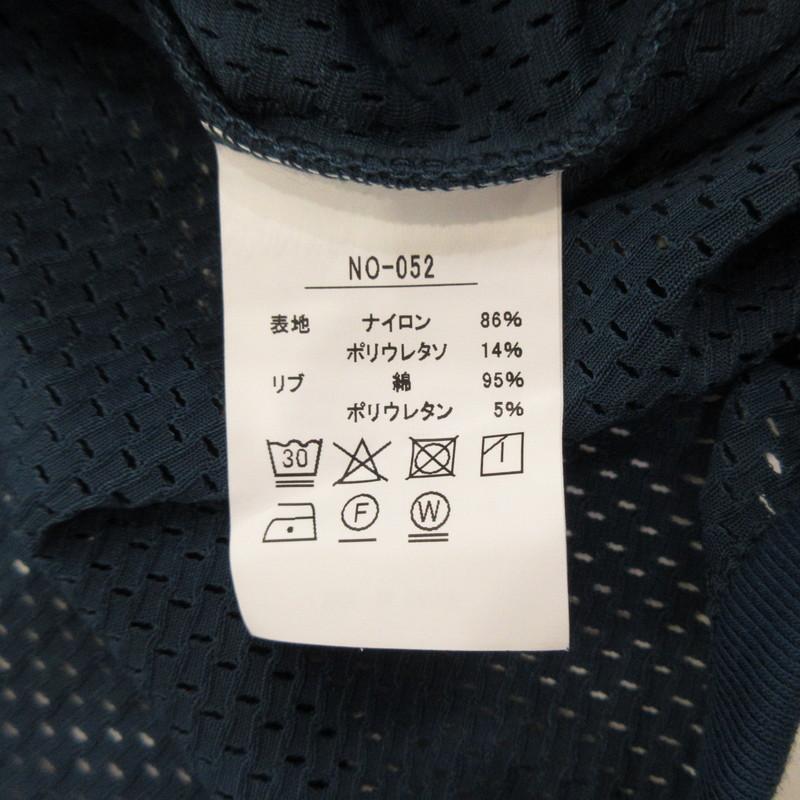 NO-052
表地 ナイロン 86%
ポリウレタソ 14%
リブ 綿 95%
ポリウレタン 5%
30
F W